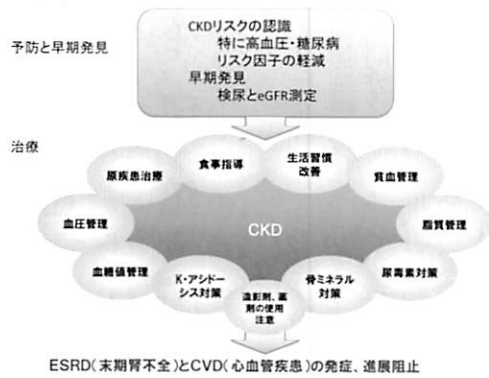 予防と早期発見
CKDリスクの認識
特に高血圧・糖尿病
リスク因子の軽減
早期発見
検尿とeGFR測定
治療
食事指導
生活習慣
改善
原疾患治療
貧血管理
血圧管理
CKD
脂質管理
血糖値管理
K・アシドー
シス対策
造影剤、薬
剤の使用
注意
骨ミネラル
対策
尿毒素対策
ESRD(末期腎不全)とCVD(心血管疾患)の発症、進展阻止